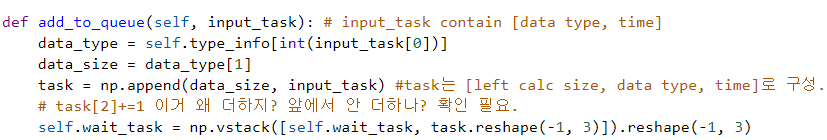 def add_to_queue(self, input_task): # input_task contain [data type, time]
    data_type = self.type_info[int(input_task[0])]
    data_size = data_type[1]
    task = np.append(data_size, input_task) #task는 [left calc size, data type, time]로 구성.
    # task[2]+=1 이거 왜 더하지? 앞에서 안 더하나? 확인 필요.
    self.wait_task = np.vstack([self.wait_task, task.reshape(-1, 3)]).reshape(-1, 3)